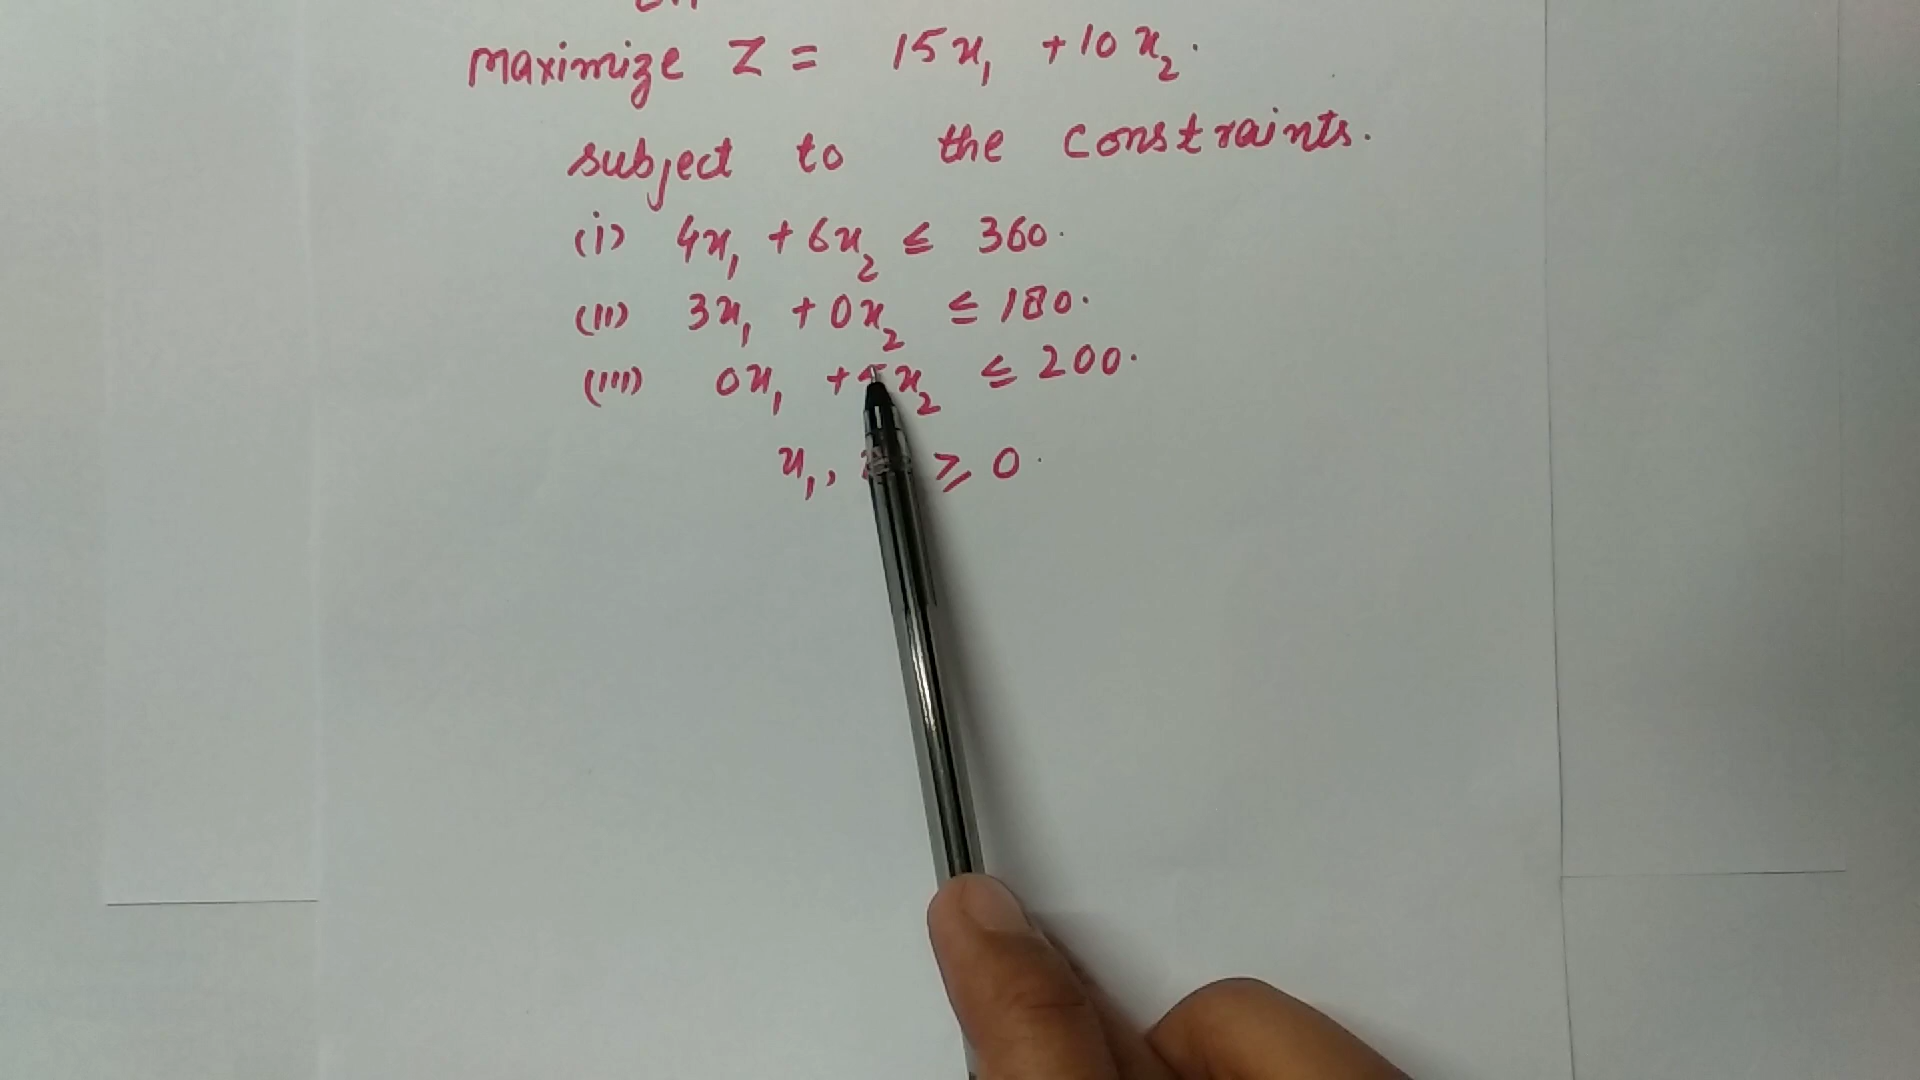 Maximize Z = 15x₁ + 10x₂.
subject to the constraints.
(i) 4x₁ + 6x₂ ≤ 360.
(ii) 3x₁ + 0x₂ ≤ 180.
(iii) 0x₁ + 5x₂ ≤ 200.
x₁, ≥ 0.